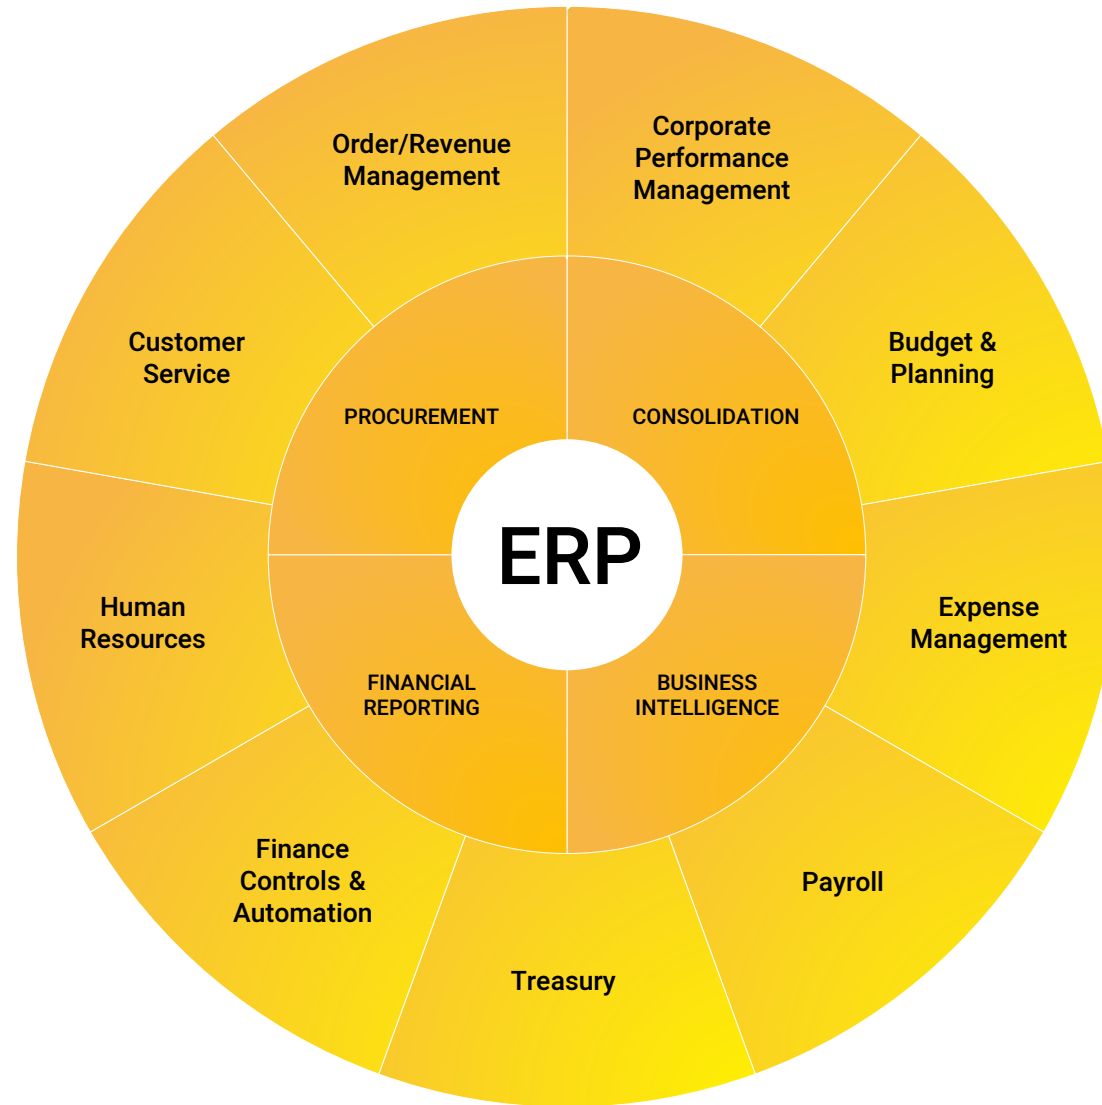 Order/Revenue
Management
Corporate
Performance
Management
Customer
Service
Budget &
Planning
PROCUREMENT
CONSOLIDATION
ERP
Human
Resources
Expense
Management
FINANCIAL
REPORTING
BUSINESS
INTELLIGENCE
Finance
Controls &
Automation
Payroll
Treasury